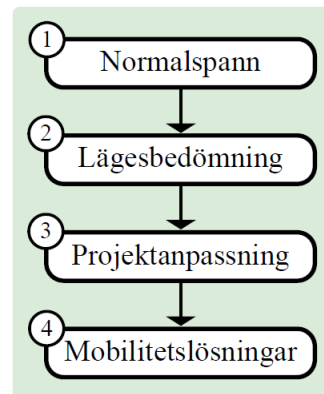 1
Normalspann
2
Lägesbedömning
3
Projektanpassning
4
Mobilitetslösningar